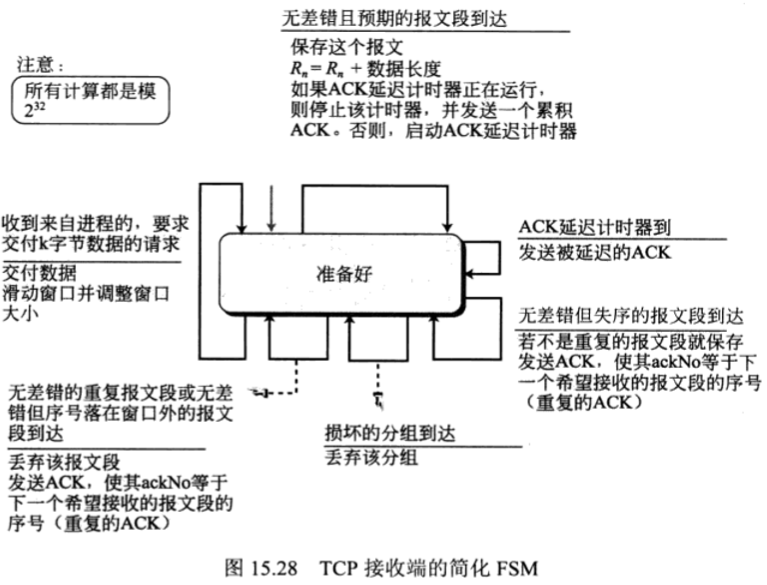 无差错且预期的报文段到达
保存这个报文
Rn = Rn + 数据长度
如果ACK延迟计时器正在运行,
则停止该计时器,并发送一个累积
ACK。否则,启动ACK延迟计时器
注意:
所有计算都是模
2^32
收到来自进程的,要求
交付k字节数据的请求
交付数据
滑动窗口并调整窗口
大小
准备好
ACK延迟计时器到
发送被延迟的ACK
无差错但失序的报文段到达
若不是重复的报文段就保存
发送ACK,使其ackNo等于下
一个希望接收的报文段的序号
(重复的ACK)
无差错的重复报文段或无差
错但序号落在窗口外的报文
段到达
丢弃该报文段
发送ACK,使其ackNo等于
下一个希望接收的报文段的
序号(重复的ACK)
损坏的分组到达
丢弃该分组
图 15.28 TCP 接收端的简化 FSM